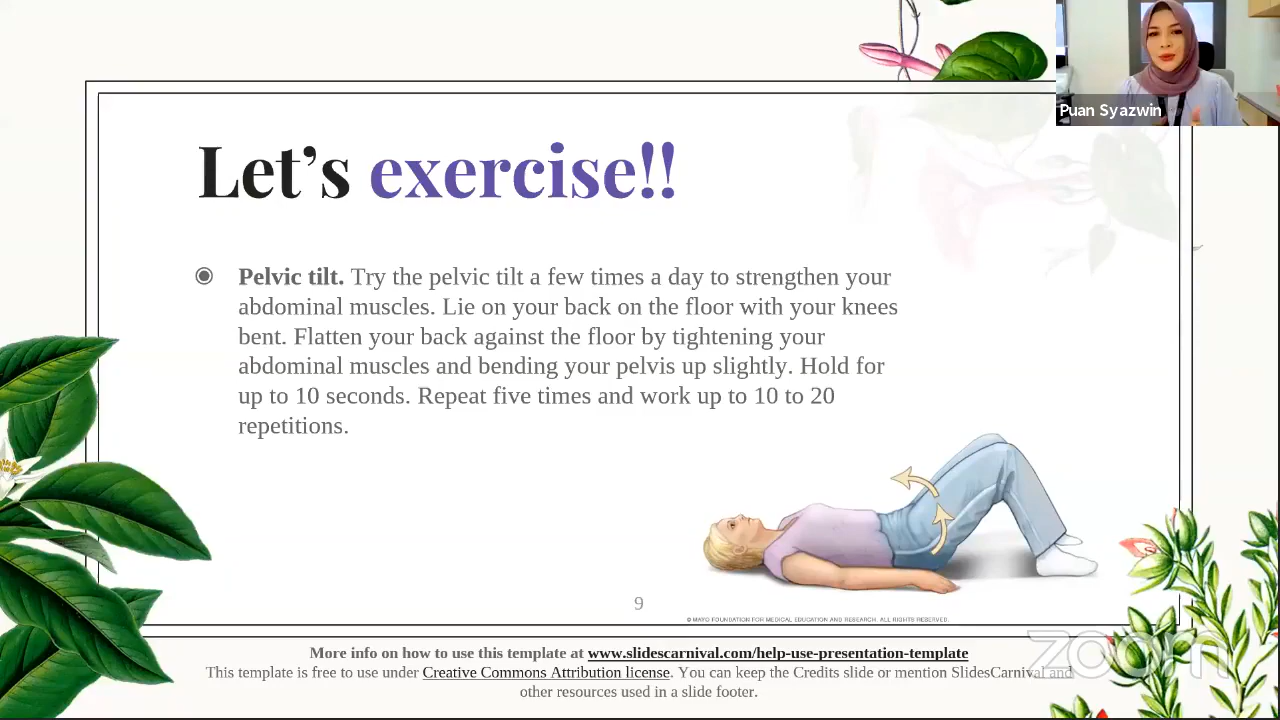 Puan Syazwin
Let’s exercise!!
Pelvic tilt. Try the pelvic tilt a few times a day to strengthen your
abdominal muscles. Lie on your back on the floor with your knees
bent. Flatten your back against the floor by tightening your
abdominal muscles and bending your pelvis up slightly. Hold for
up to 10 seconds. Repeat five times and work up to 10 to 20
repetitions.
9
© MAYO FOUNDATION FOR MEDICAL EDUCATION AND RESEARCH. ALL RIGHTS RESERVED.
More info on how to use this template at www.slidescarnival.com/help-use-presentation-template
This template is free to use under Creative Commons Attribution license. You can keep the Credits slide or mention SlidesCarnival and
other resources used in a slide footer.
zoom